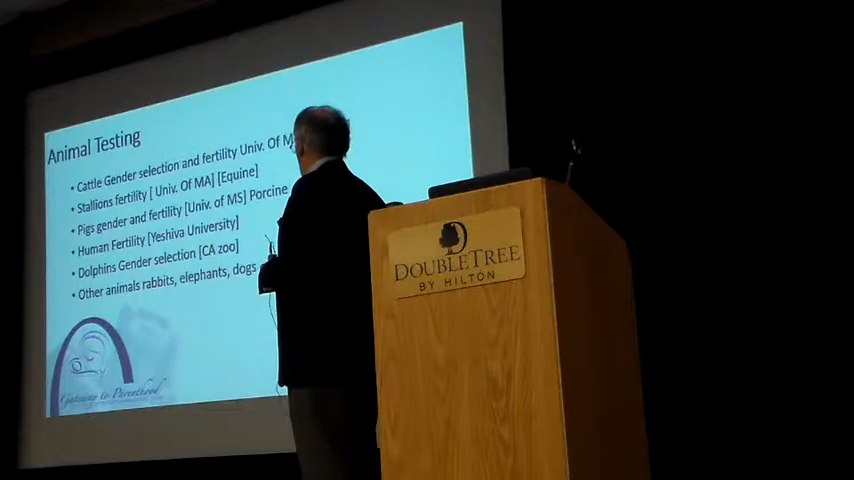 Animal Testing
• Cattle Gender selection and fertility Univ. Of M
• Stallions fertility [ Univ. Of MA] [Equine]
• Pigs gender and fertility [Univ. of MS] Porcine
• Human Fertility [Yeshiva University]
• Dolphins Gender selection [CA zoo]
• Other animals rabbits, elephants, dogs
Gateway to Parenthood
DOUBLETREE
BY HILTON